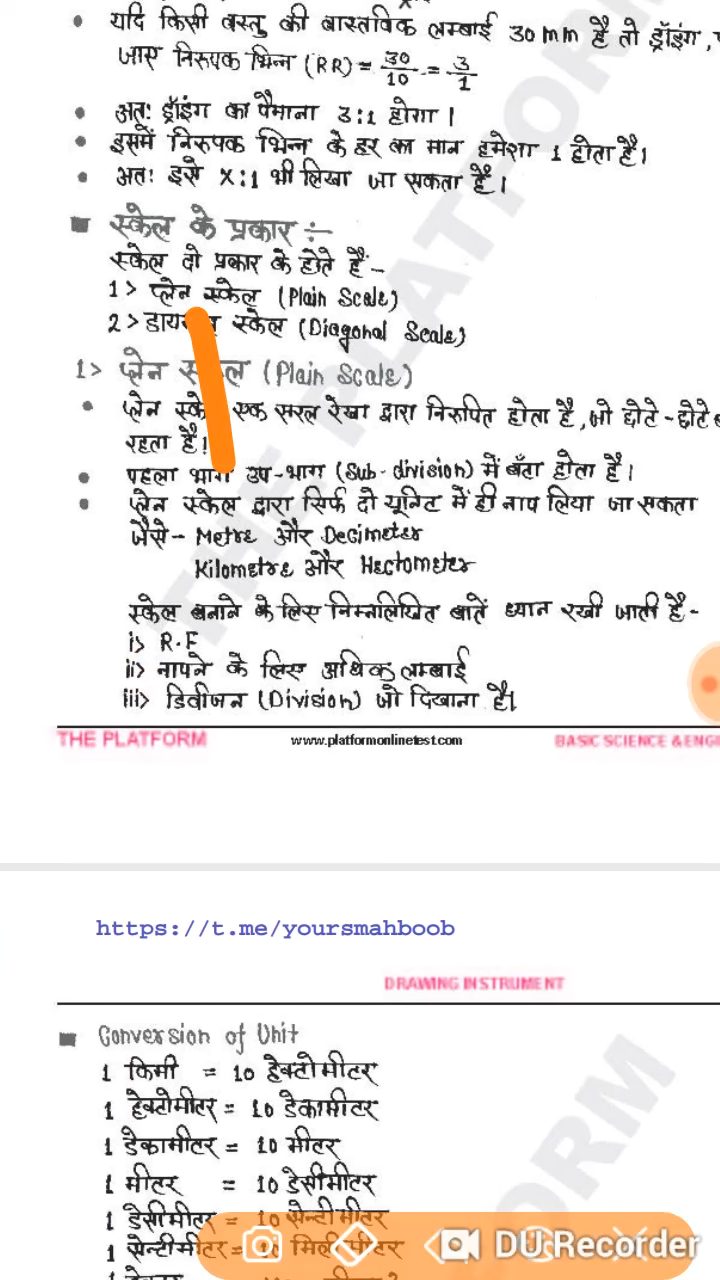 यदि किसी वस्तु की वास्तविक लम्बाई 30 mm है तो ड्रॉइंग,
जाए निरूपक भिन्न (RR) = 30/10 = 3/1
अतः ड्रॉइंग का पैमाना 3:1 होगा।
इसमें निरूपक भिन्न के हर का मान हमेशा 1 होता है।
अतः इसे X:1 भी लिखा जा सकता है।
स्केल के प्रकार ÷
स्केल दो प्रकार के होते हैं-
1> प्लेन स्केल (Plain Scale)
2> स्केल (Diagonal Scale)
1> प्लेन (Plain Scale)
प्लेन एक सरल रेखा द्वारा निरूपित होता है, जो छोटे-छोटे
रहता है।
पहला भाग उप-भाग (Sub-division) में बँटा होता है।
प्लेन स्केल द्वारा सिर्फ दो यूनिट में ही नाप लिया जा सकता
जैसे- Metre और Decimeter
Kilometre और Hectometer
स्केल बनाने के लिए निम्नलिखित बातें ध्यान रखी जाती हैं-
i> R.F
ii> नापने के लिए अधिक लम्बाई
iii> डिवीजन (Division) जो दिखाना है।
THE PLATFORM www.platformonlinetest.com BASIC SCIENCE & ENGI
https://t.me/yoursmahboob
DRAWING INSTRUMENT
Conversion of Unit
1 किमी = 10 हेक्टोमीटर
1 हेक्टोमीटर = 10 डेकामीटर
1 डेकामीटर = 10 मीटर
1 मीटर = 10 डेसीमीटर
1 डेसीमीटर = 10 सेन्टीमीटर
1 सेन्टीमीटर = 10 मिलीमीटर
DU Recorder